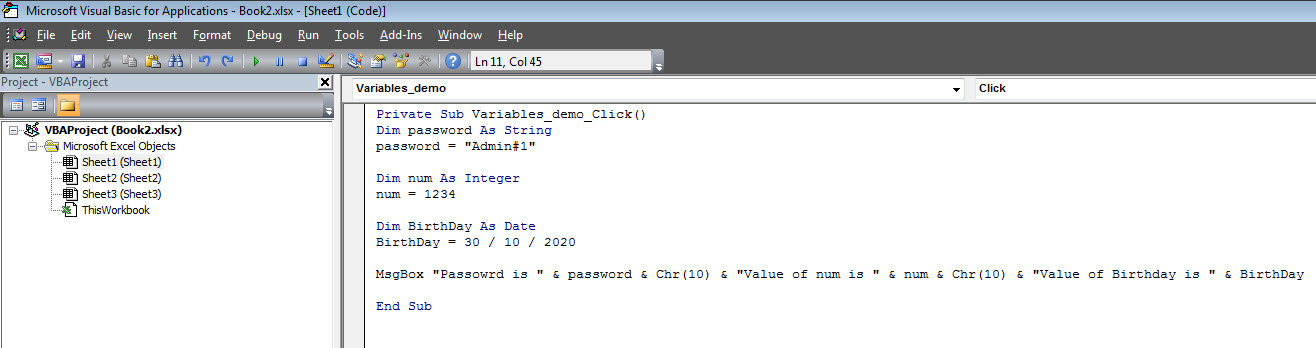 Microsoft Visual Basic for Applications - Book2.xlsx - [Sheet1 (Code)]
File Edit View Insert Format Debug Run Tools Add-Ins Window Help
Ln 11, Col 45
Project - VBAProject
VBAProject (Book2.xlsx)
Microsoft Excel Objects
Sheet1 (Sheet1)
Sheet2 (Sheet2)
Sheet3 (Sheet3)
ThisWorkbook
Variables_demo Click
Private Sub Variables_demo_Click()
Dim password As String
password = "Admin#1"
Dim num As Integer
num = 1234
Dim BirthDay As Date
BirthDay = 30 / 10 / 2020
MsgBox "Passowrd is " & password & Chr(10) & "Value of num is " & num & Chr(10) & "Value of Birthday is " & BirthDay
End Sub